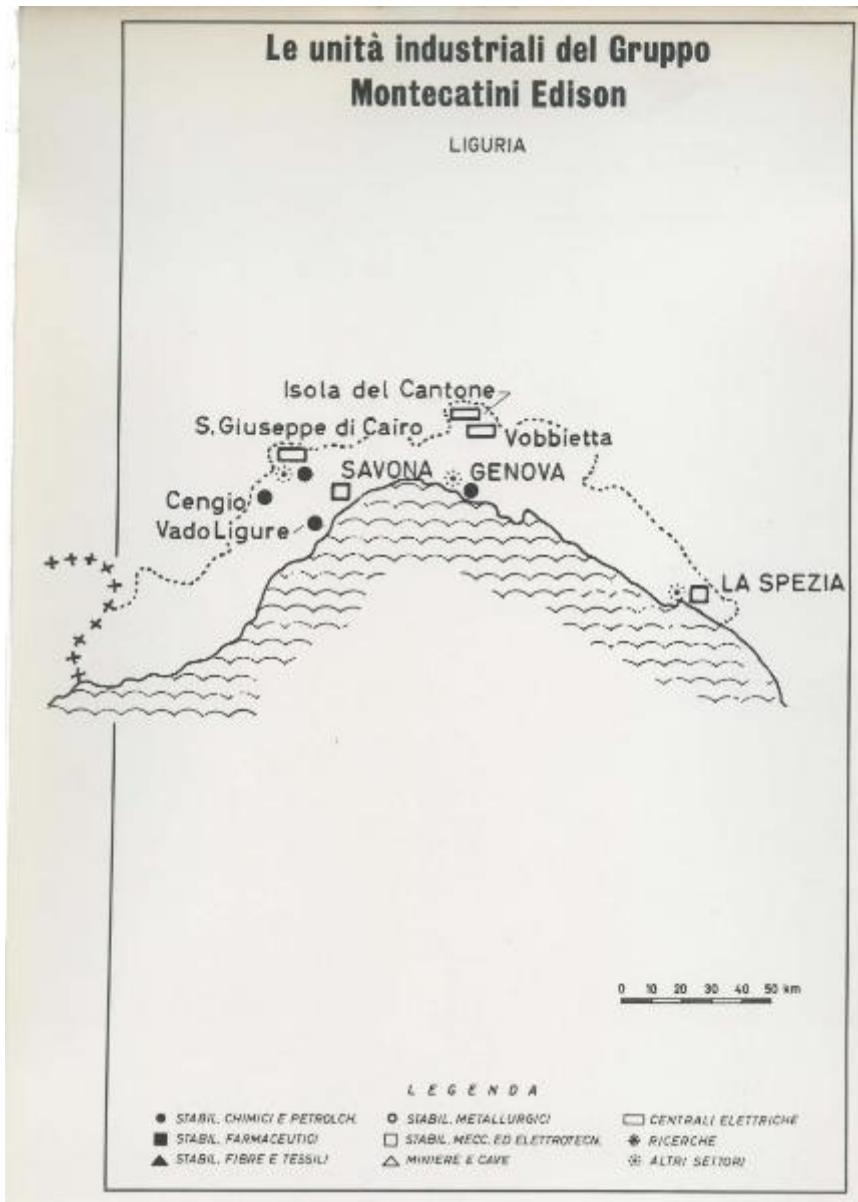 Le unità industriali del Gruppo
Montecatini Edison
LIGURIA
Isola del Cantone
S. Giuseppe di Cairo
Vobbietta
SAVONA
GENOVA
Cengio
Vado Ligure
LA SPEZIA
0 10 20 30 40 50 km
LEGENDA
STABIL. CHIMICI E PETROLCH.
STABIL. METALLURGICI
CENTRALI ELETTRICHE
STABIL. FARMACEUTICI
STABIL. MECC. ED ELETTROTECN.
RICERCHE
STABIL. FIBRE E TESSILI
MINIERE E CAVE
ALTRI SETTORI